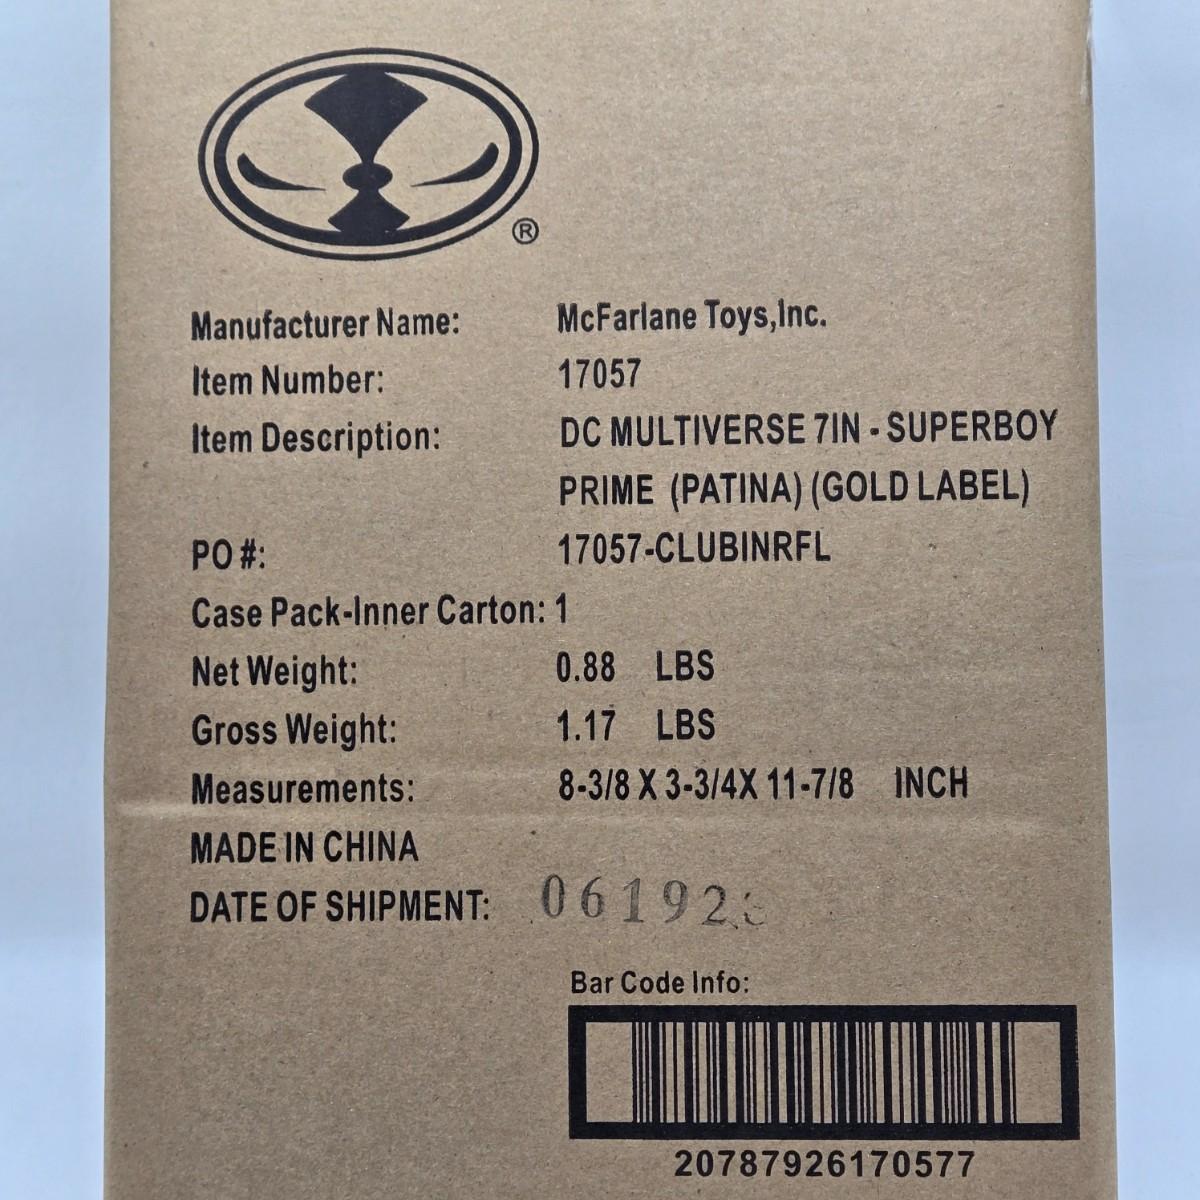 ®
Manufacturer Name: McFarlane Toys,Inc.
Item Number: 17057
Item Description: DC MULTIVERSE 7IN - SUPERBOY
PRIME (PATINA) (GOLD LABEL)
PO #: 17057-CLUBINRFL
Case Pack-Inner Carton: 1
Net Weight: 0.88 LBS
Gross Weight: 1.17 LBS
Measurements: 8-3/8 X 3-3/4X 11-7/8 INCH
MADE IN CHINA
DATE OF SHIPMENT:
Bar Code Info:
20787926170577